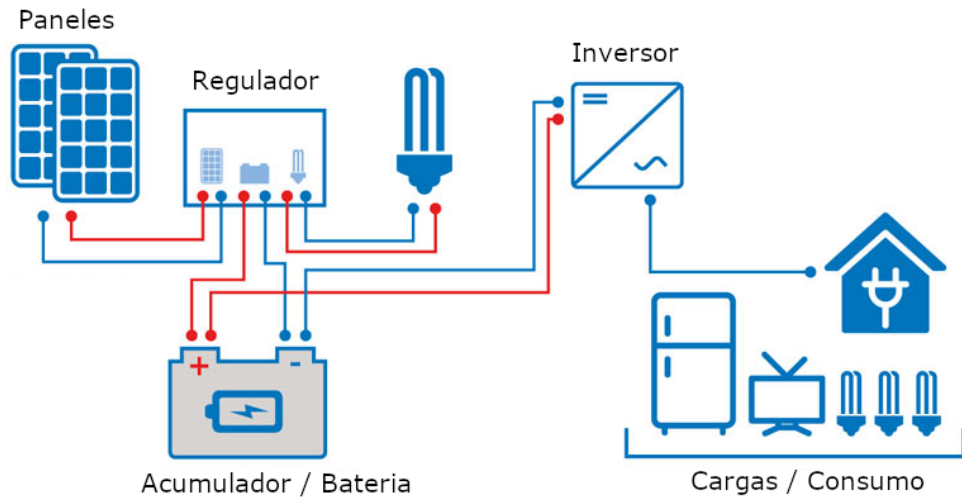 Paneles
Regulador
Inversor
+ -
Acumulador / Bateria
Cargas / Consumo